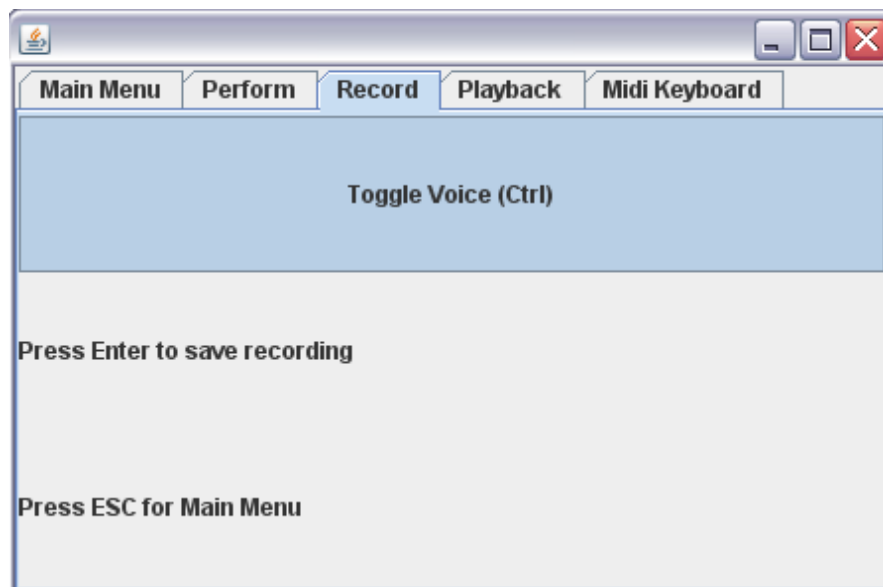 Main Menu Perform Record Playback Midi Keyboard
Toggle Voice (Ctrl)
Press Enter to save recording
Press ESC for Main Menu